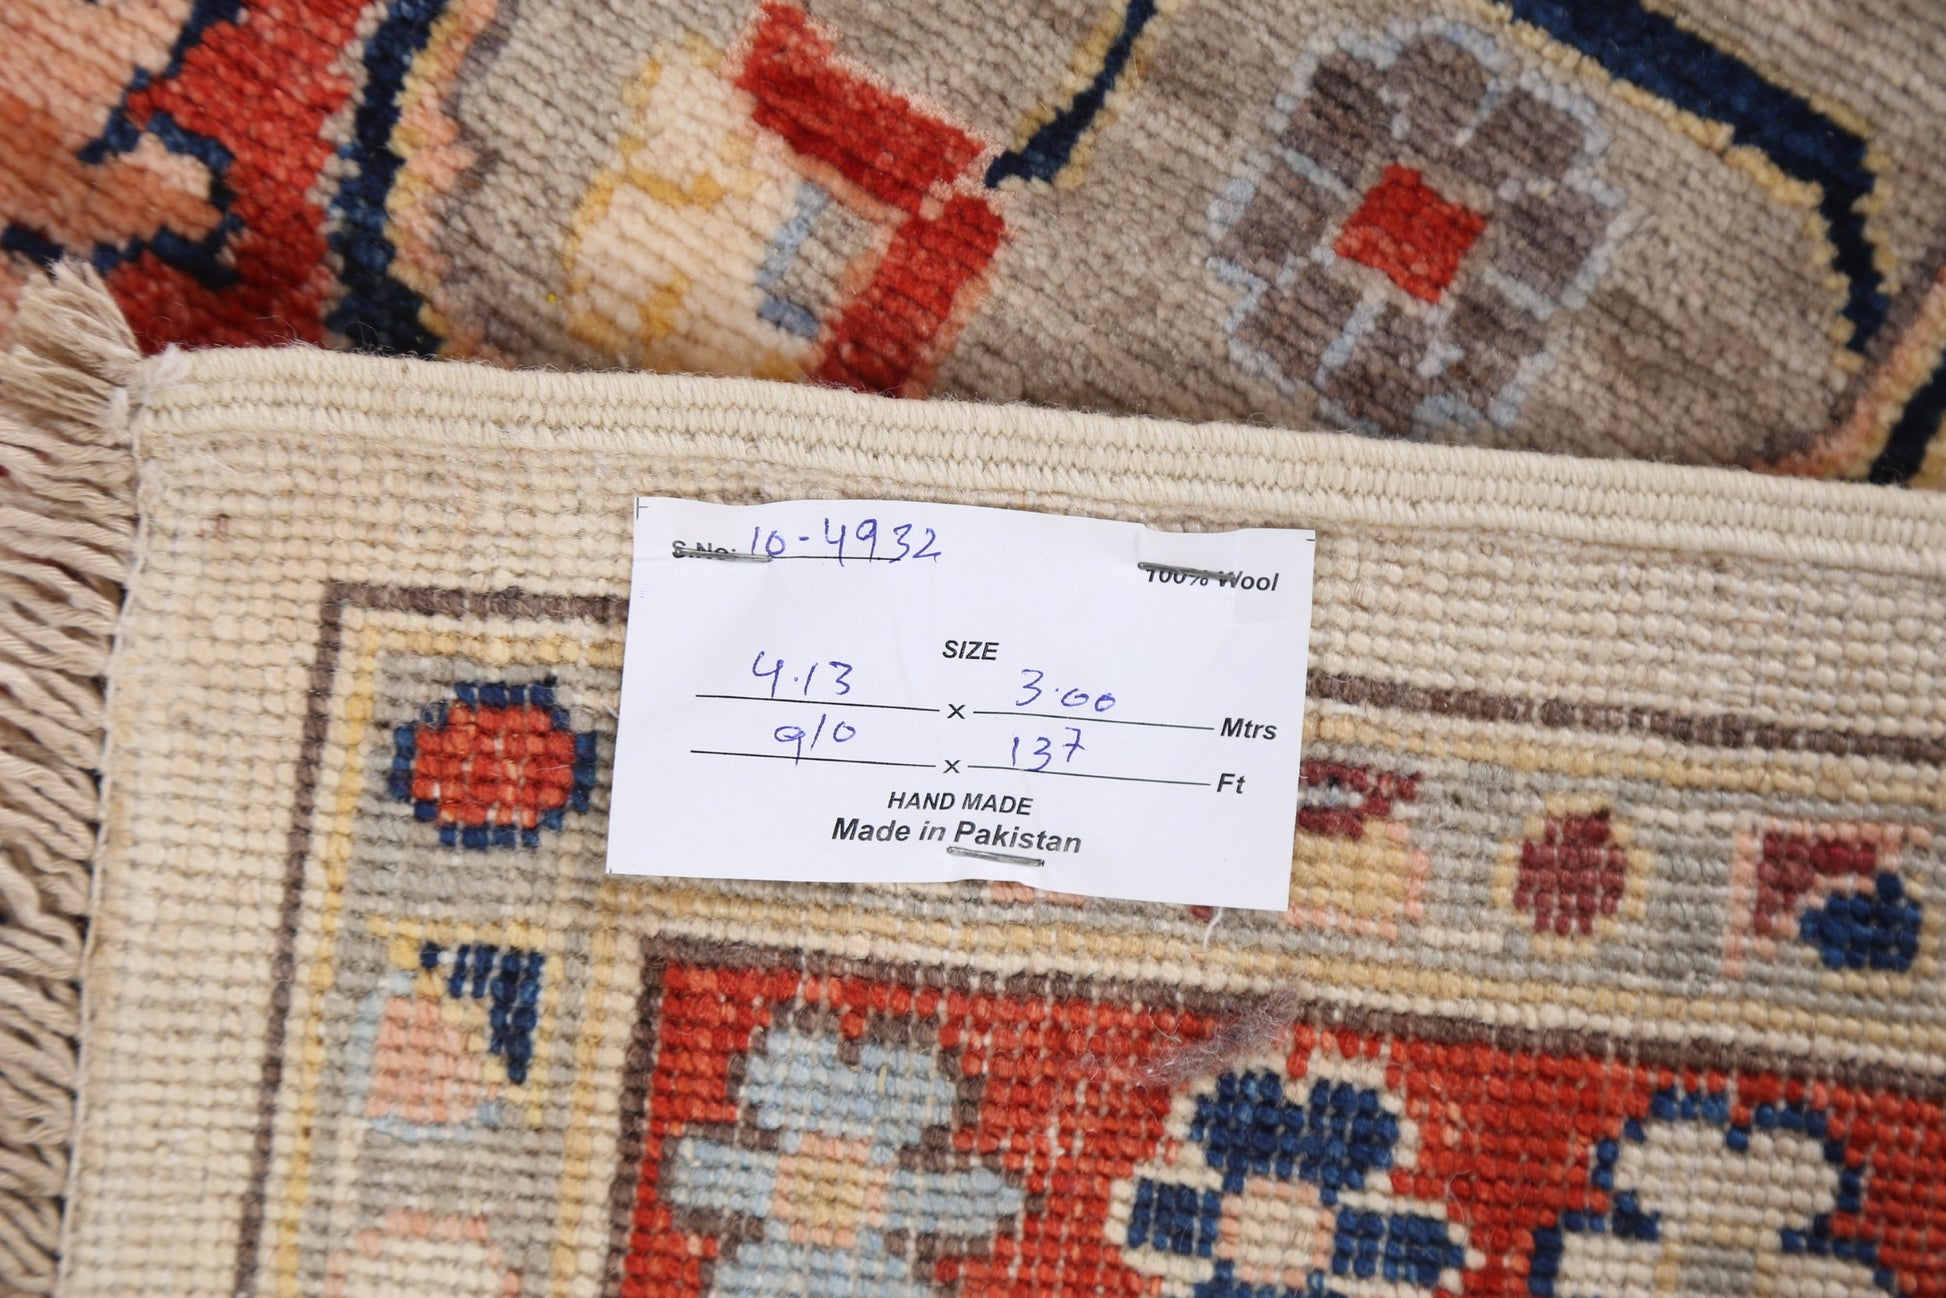 S.No: 10-4932
100% Wool
SIZE
4.13 x 3.00 Mtrs
9/0 x 137 Ft
HAND MADE
Made in Pakistan